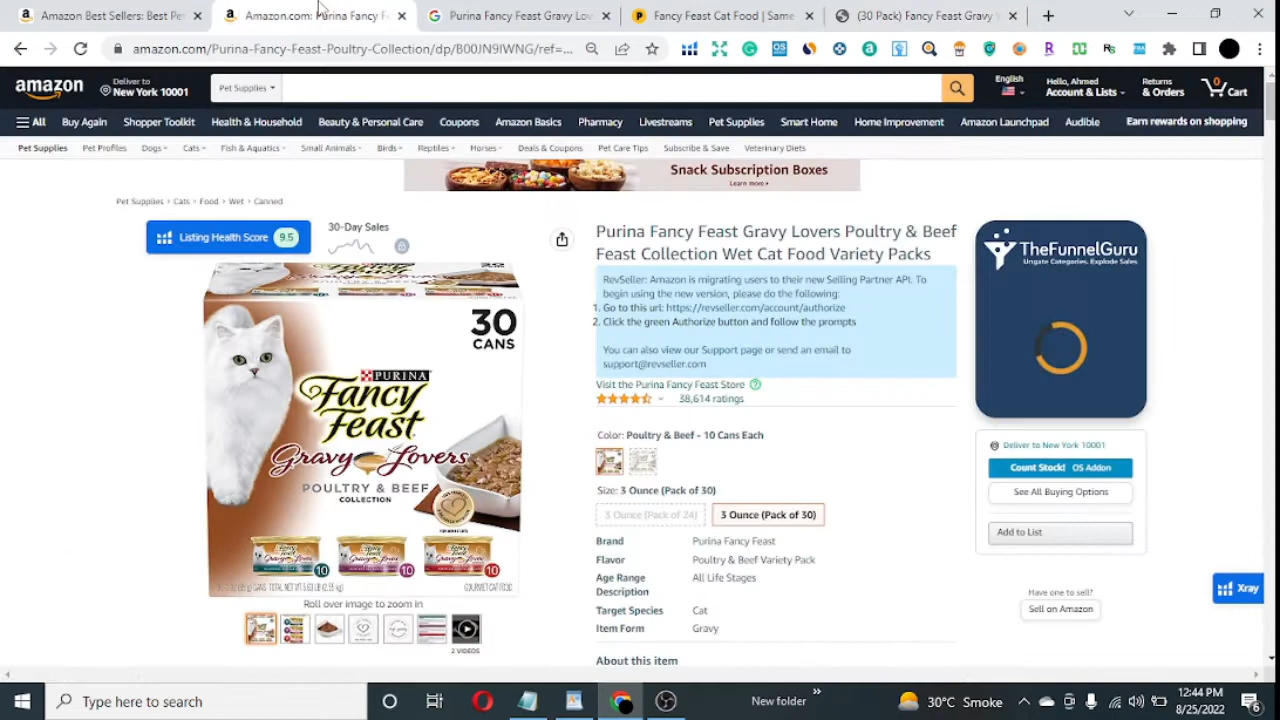 Amazon Best Sellers: Best Pe
Amazon.com: Purina Fancy F
Purina Fancy Feast Gravy Lov
Fancy Feast Cat Food | Same
(30 Pack) Fancy Feast Gravy
amazon.com/Purina-Fancy-Feast-Poultry-Collection/dp/B00JN9IWNG/ref=...
amazon
Deliver to
New York 10001
Pet Supplies
English
Hello, Ahmed
Account & Lists
Returns
& Orders
0
Cart
All
Buy Again
Shopper Toolkit
Health & Household
Beauty & Personal Care
Coupons
Amazon Basics
Pharmacy
Livestreams
Pet Supplies
Smart Home
Home Improvement
Amazon Launchpad
Audible
Earn rewards on shopping
Pet Supplies
Pet Profiles
Dogs
Cats
Fish & Aquatics
Small Animals
Birds
Reptiles
Horses
Deals & Coupons
Pet Care Tips
Subscribe & Save
Veterinary Diets
Snack Subscription Boxes
Learn more
Pet Supplies › Cats › Food › Wet › Canned
Listing Health Score 9.5
30-Day Sales
30
CANS
PURINA
Fancy
Feast
Gravy Lovers
POULTRY & BEEF
COLLECTION
10
10
10
GOURMET CAT FOOD
Roll over image to zoom in
2 VIDEOS
Purina Fancy Feast Gravy Lovers Poultry & Beef
Feast Collection Wet Cat Food Variety Packs
RevSeller: Amazon is migrating users to their new Selling Partner API. To
begin using the new version, please do the following:
1. Go to this url: https://revseller.com/account/authorize
2. Click the green Authorize button and follow the prompts
You can also view our Support page or send an email to
support@revseller.com
Visit the Purina Fancy Feast Store
38,614 ratings
Color: Poultry & Beef - 10 Cans Each
Size: 3 Ounce (Pack of 30)
3 Ounce (Pack of 24)
3 Ounce (Pack of 30)
Brand Purina Fancy Feast
Flavor Poultry & Beef Variety Pack
Age Range All Life Stages
Description
Target Species Cat
Item Form Gravy
About this item
TheFunnelGuru
Ungate Categories. Explode Sales
Deliver to New York 10001
Count Stock! OS Addon
See All Buying Options
Add to List
Have one to sell?
Sell on Amazon
Xray
Type here to search
New folder
30°C Smoke
12:44 PM
8/25/2022
6